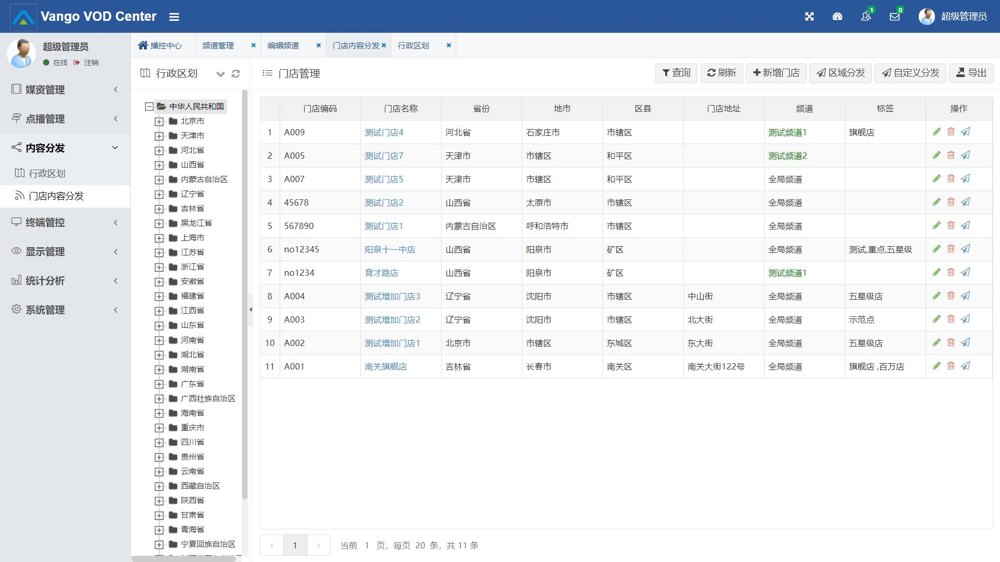 Vango VOD Center
1
0
超级管理员
超级管理员
在线 注销
媒资管理
点播管理
内容分发
行政区划
门店内容分发
终端管控
显示管理
统计分析
系统管理
播控中心 频道管理 编辑频道 门店内容分发 行政区划
行政区划
中华人民共和国
北京市
天津市
河北省
山西省
内蒙古自治区
辽宁省
吉林省
黑龙江省
上海市
江苏省
浙江省
安徽省
福建省
江西省
山东省
河南省
湖北省
湖南省
广东省
广西壮族自治区
海南省
重庆市
四川省
贵州省
云南省
西藏自治区
陕西省
甘肃省
青海省
宁夏回族自治区
门店管理
查询 刷新 新增门店 区域分发 自定义分发 导出
门店编码 门店名称 省份 地市 区县 门店地址 频道 标签 操作
1 A009 测试门店4 河北省 石家庄市 市辖区 测试频道1 旗舰店
2 A005 测试门店7 天津市 市辖区 和平区 测试频道2
3 A007 测试门店5 天津市 市辖区 和平区 全局频道
4 45678 测试门店2 山西省 太原市 市辖区 全局频道
5 567890 测试门店1 内蒙古自治区 呼和浩特市 市辖区 全局频道
6 no12345 阳泉十一中店 山西省 阳泉市 矿区 全局频道 测试,重点,五星级
7 no1234 育才路店 山西省 阳泉市 矿区 测试频道1
8 A004 测试增加门店3 辽宁省 沈阳市 市辖区 中山街 全局频道 五星级店
9 A003 测试增加门店2 辽宁省 沈阳市 市辖区 北大街 全局频道 示范点
10 A002 测试增加门店1 北京市 市辖区 东城区 东大街 全局频道 五星级店
11 A001 南关旗舰店 吉林省 长春市 南关区 南关大街122号 全局频道 旗舰店 ,百万店
1 当前 1 页, 每页 20 条, 共 11 条